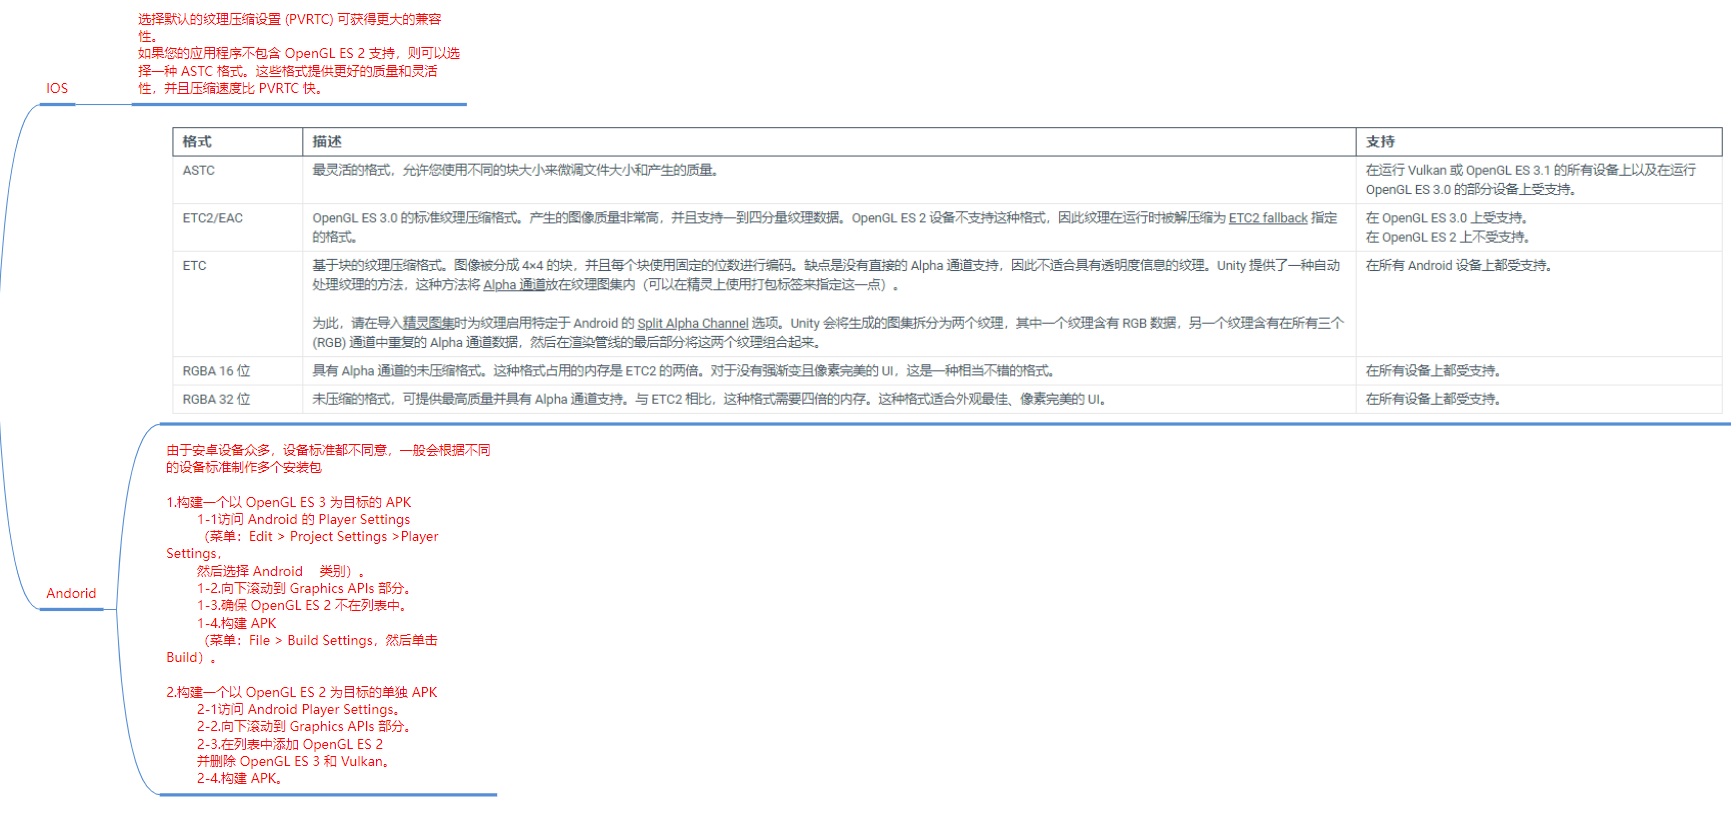 选择默认的纹理压缩设置 (PVRTC) 可获得更大的兼容
性。
如果您的应用程序不包含 OpenGL ES 2 支持，则可以选
择一种 ASTC 格式。这些格式提供更好的质量和灵活
性，并且压缩速度比 PVRTC 快。
IOS
格式 描述 支持
ASTC 最灵活的格式，允许您使用不同的块大小来微调文件大小和产生的质量。 在运行 Vulkan 或 OpenGL ES 3.1 的所有设备上以及在运行
OpenGL ES 3.0 的部分设备上受支持。
ETC2/EAC OpenGL ES 3.0 的标准纹理压缩格式。产生的图像质量非常高，并且支持一到四分量纹理数据。OpenGL ES 2 设备不支持这种格式，因此纹理在运行时被解压缩为 ETC2 fallback 指定 在 OpenGL ES 3.0 上受支持。
的格式。 在 OpenGL ES 2 上不受支持。
ETC 基于块的纹理压缩格式。图像被分成 4×4 的块，并且每个块使用固定的位数进行编码。缺点是没有直接的 Alpha 通道支持，因此不适合具有透明度信息的纹理。Unity 提供了一种自动 在所有 Android 设备上都受支持。
处理纹理的方法，这种方法将 Alpha 通道放在纹理图集内（可以在精灵上使用打包标签来指定这一点）。
为此，请在导入精灵图集时为纹理启用特定于 Android 的 Split Alpha Channel 选项。Unity 会将生成的图集拆分为两个纹理，其中一个纹理含有 RGB 数据，另一个纹理含有在所有三个
(RGB) 通道中重复的 Alpha 通道数据，然后在渲染管线的最后部分将这两个纹理组合起来。
RGBA 16 位 具有 Alpha 通道的未压缩格式。这种格式占用的内存是 ETC2 的两倍。对于没有强渐变且像素完美的 UI，这是一种相当不错的格式。 在所有设备上都受支持。
RGBA 32 位 未压缩的格式，可提供最高质量并具有 Alpha 通道支持。与 ETC2 相比，这种格式需要四倍的内存。这种格式适合外观最佳、像素完美的 UI。 在所有设备上都受支持。
Andorid
由于安卓设备众多，设备标准都不同意，一般会根据不同
的设备标准制作多个安装包
1.构建一个以 OpenGL ES 3 为目标的 APK
1-1访问 Android 的 Player Settings
（菜单：Edit > Project Settings >Player
Settings，
然后选择 Android 类别）。
1-2.向下滚动到 Graphics APIs 部分。
1-3.确保 OpenGL ES 2 不在列表中。
1-4.构建 APK
（菜单：File > Build Settings，然后单击
Build）。
2.构建一个以 OpenGL ES 2 为目标的单独 APK
2-1访问 Android Player Settings。
2-2.向下滚动到 Graphics APIs 部分。
2-3.在列表中添加 OpenGL ES 2
并删除 OpenGL ES 3 和 Vulkan。
2-4.构建 APK。